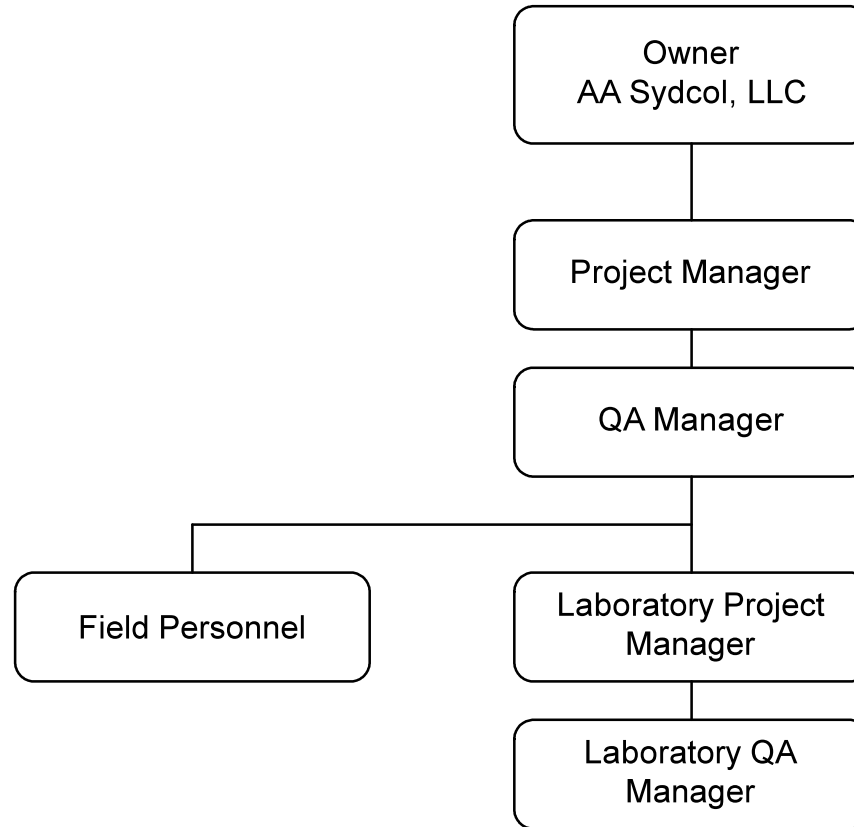 Owner
AA Sydcol, LLC
Project Manager
QA Manager
Field Personnel
Laboratory Project
Manager
Laboratory QA
Manager